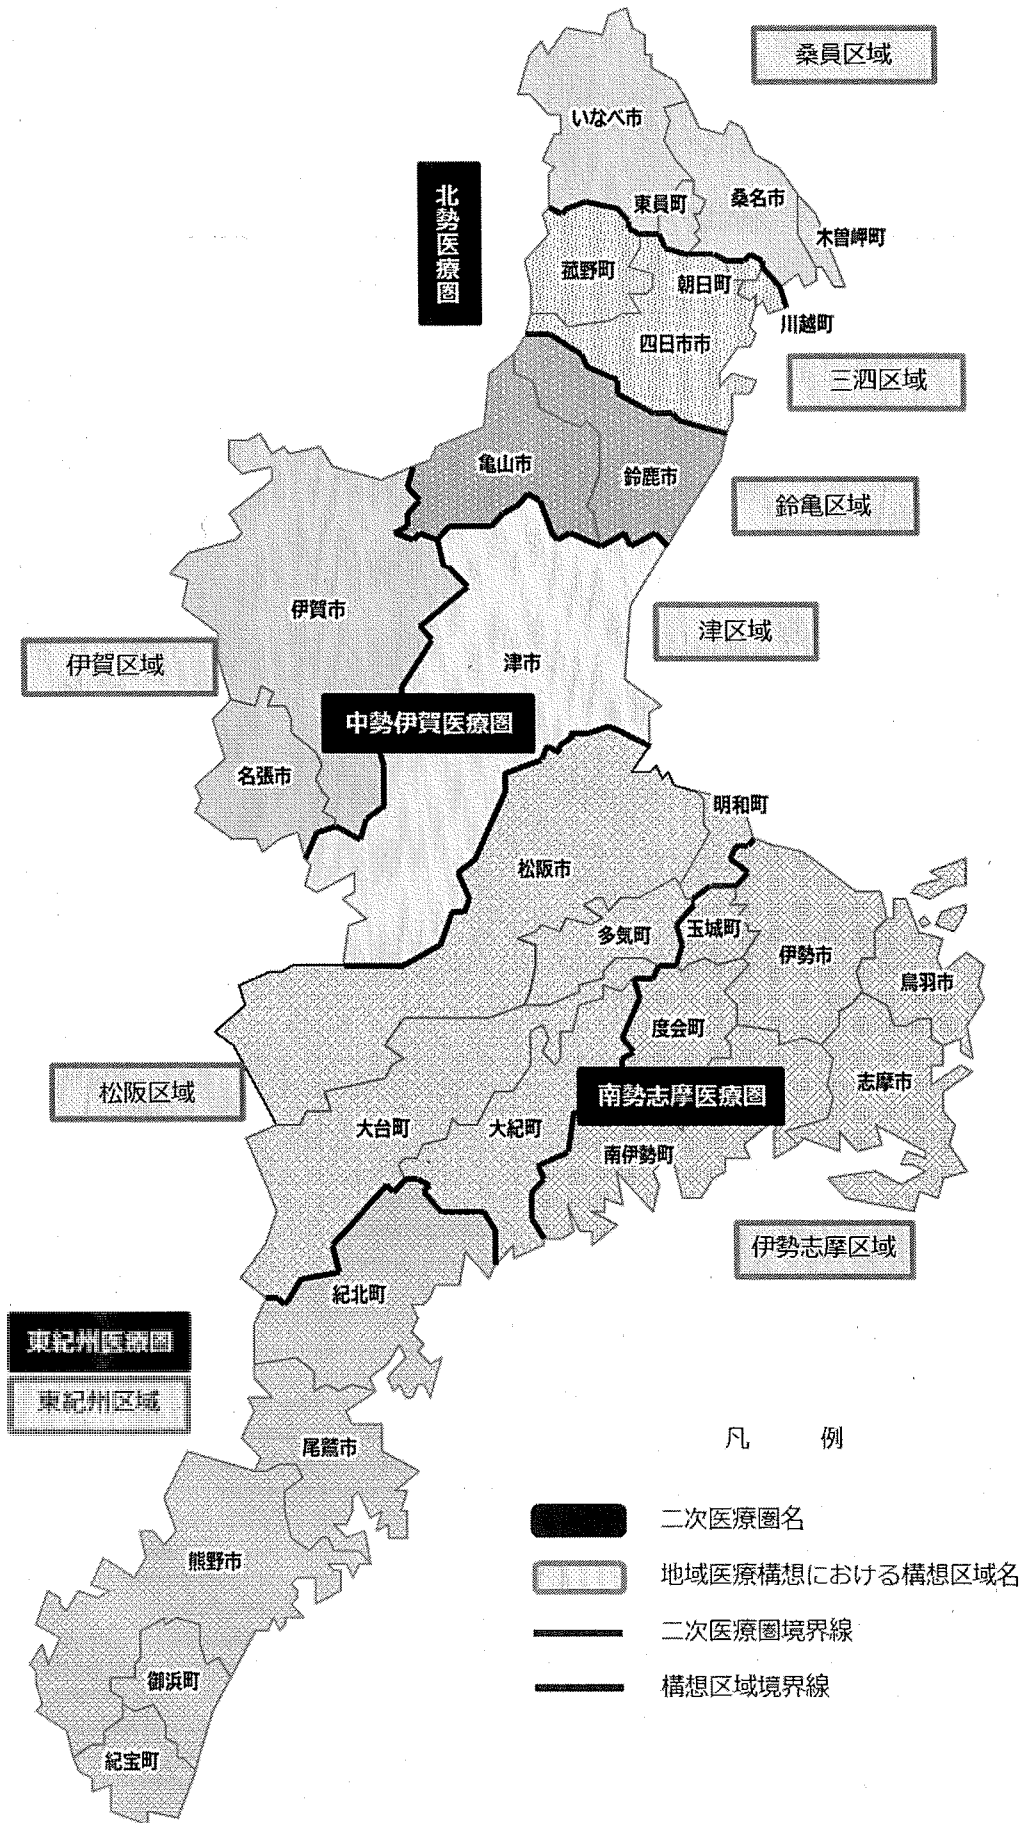 桑員区域
いなべ市
北勢医療圏
東員町
桑名市
木曽岬町
菰野町
朝日町
川越町
四日市市
三泗区域
亀山市
鈴鹿市
鈴亀区域
伊賀市
津区域
伊賀区域
津市
中勢伊賀医療圏
名張市
明和町
松阪市
多気町
玉城町
伊勢市
鳥羽市
度会町
松阪区域
南勢志摩医療圏
志摩市
大台町
大紀町
南伊勢町
伊勢志摩区域
紀北町
東紀州医療圏
東紀州区域
尾鷲市
凡 例
二次医療圏名
熊野市
地域医療構想における構想区域名
二次医療圏境界線
御浜町
構想区域境界線
紀宝町